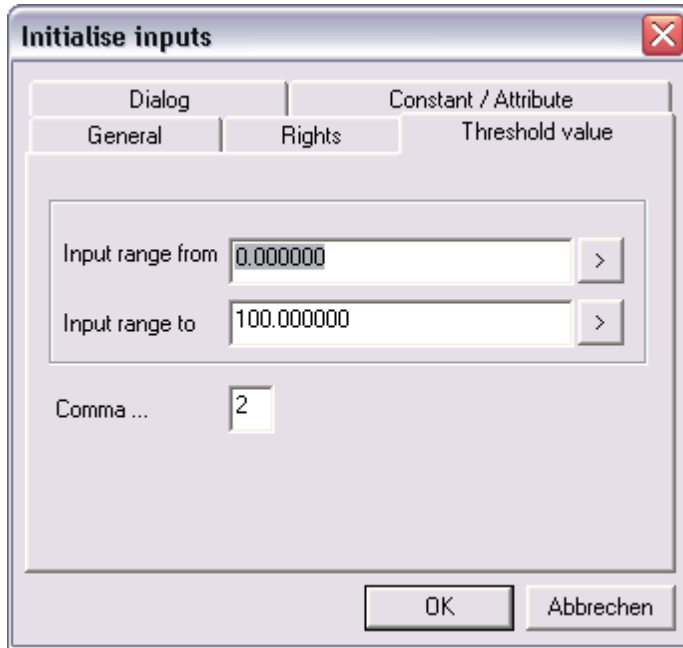 Initialise inputs
Dialog Constant / Attribute
General Rights Threshold value
Input range from 0.000000 >
Input range to 100.000000 >
Comma ... 2
OK Abbrechen